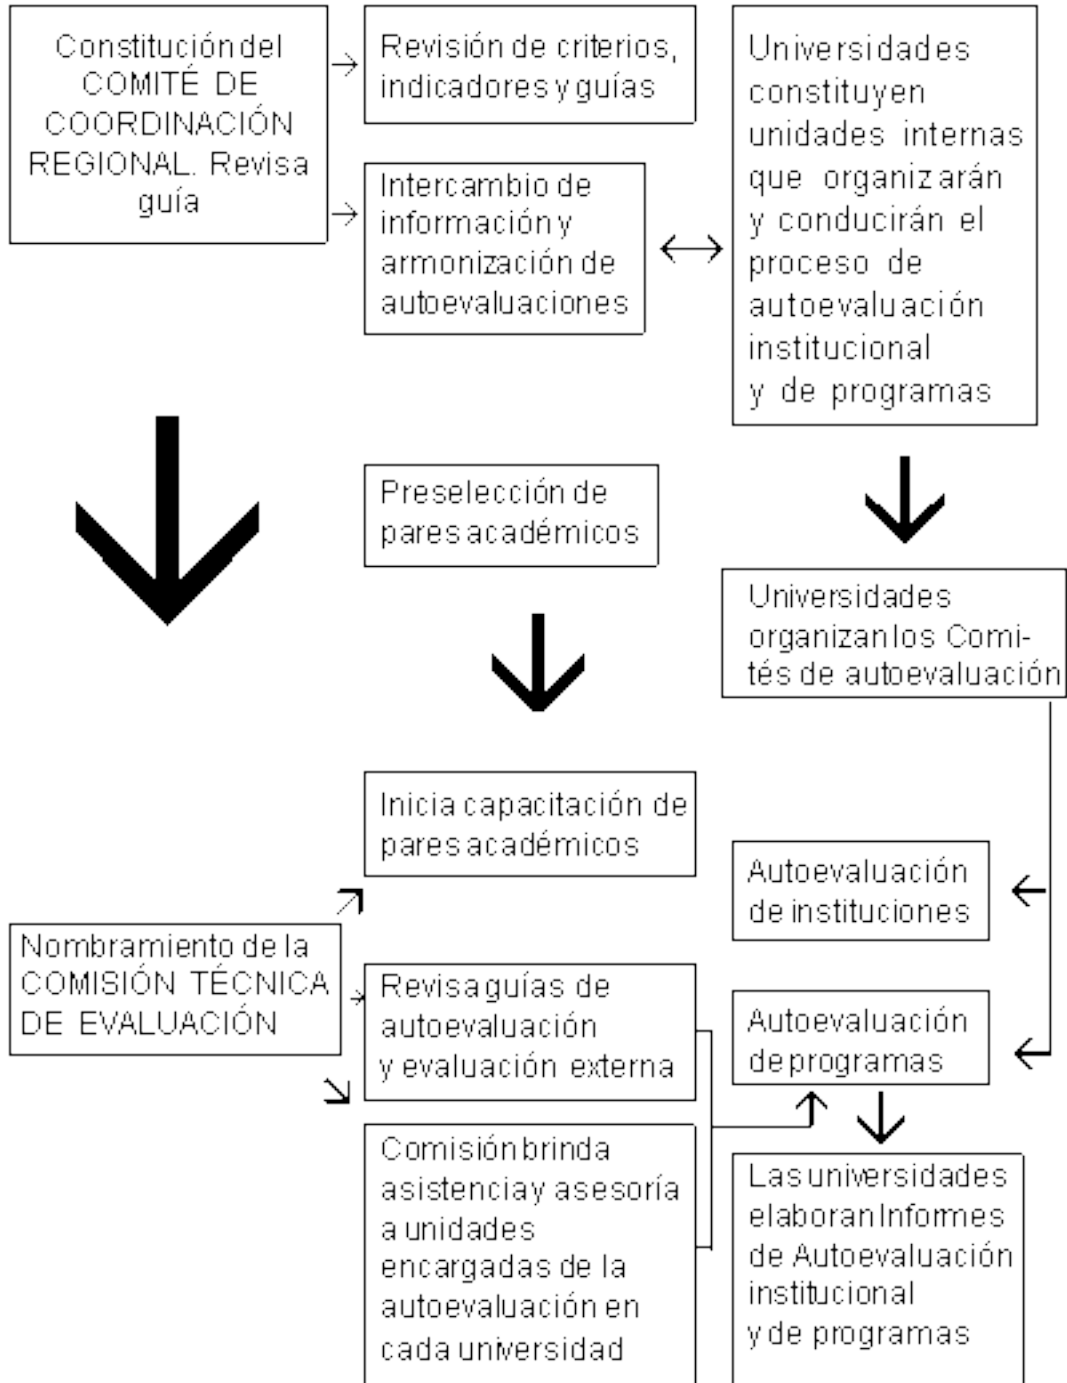 Constitución del
COMITÉ DE
COORDINACIÓN
REGIONAL. Revisa
guía
Revisión de criterios,
indicadores y guías
Intercambio de
información y
armonización de
autoevaluaciones
Universidades
constituyen
unidades internas
que organizarán
y conducirán el
proceso de
autoevaluación
institucional
y de programas
Preselección de
pares académicos
Universidades
organizan los Comi-
tés de autoevaluación
Inicia capacitación de
pares académicos
Autoevaluación
de instituciones
Nombramiento de la
COMISIÓN TÉCNICA
DE EVALUACIÓN
Revisa guías de
autoevaluación
y evaluación externa
Autoevaluación
de programas
Comisión brinda
asistencia y asesoría
a unidades
encargadas de la
autoevaluación en
cada universidad
Las universidades
elaboran Informes
de Autoevaluación
institucional
y de programas